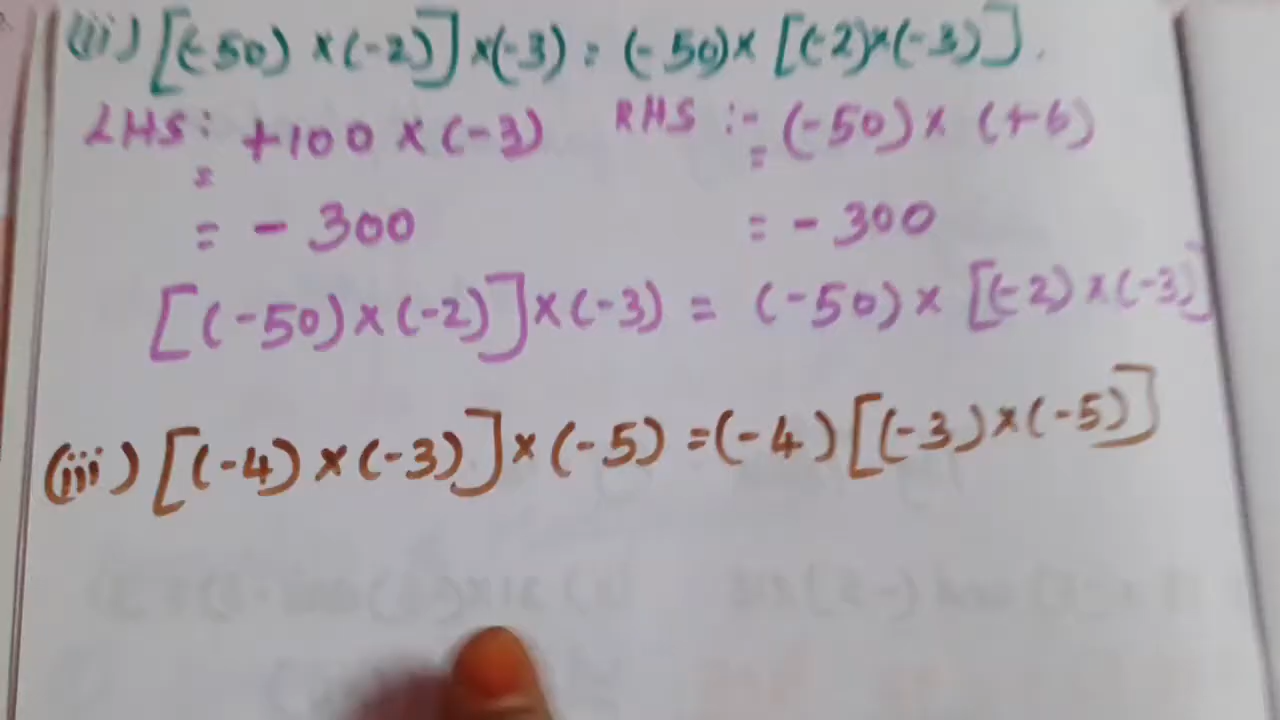 (ii) [(-50) × (-2)] × (-3) = (-50) × [(-2) × (-3)].
LHS : +100 × (-3) RHS :- (-50) × (+6)
= =
= - 300 = - 300
[(-50) × (-2)] × (-3) = (-50) × [(-2) × (-3)]
(iii) [(-4) × (-3)] × (-5) = (-4) [(-3) × (-5)]